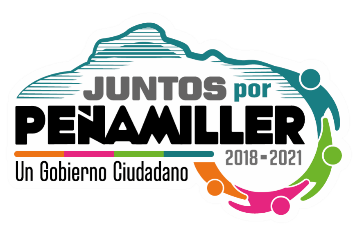 JUNTOS por
PEÑAMILLER
2018-2021
Un Gobierno Ciudadano